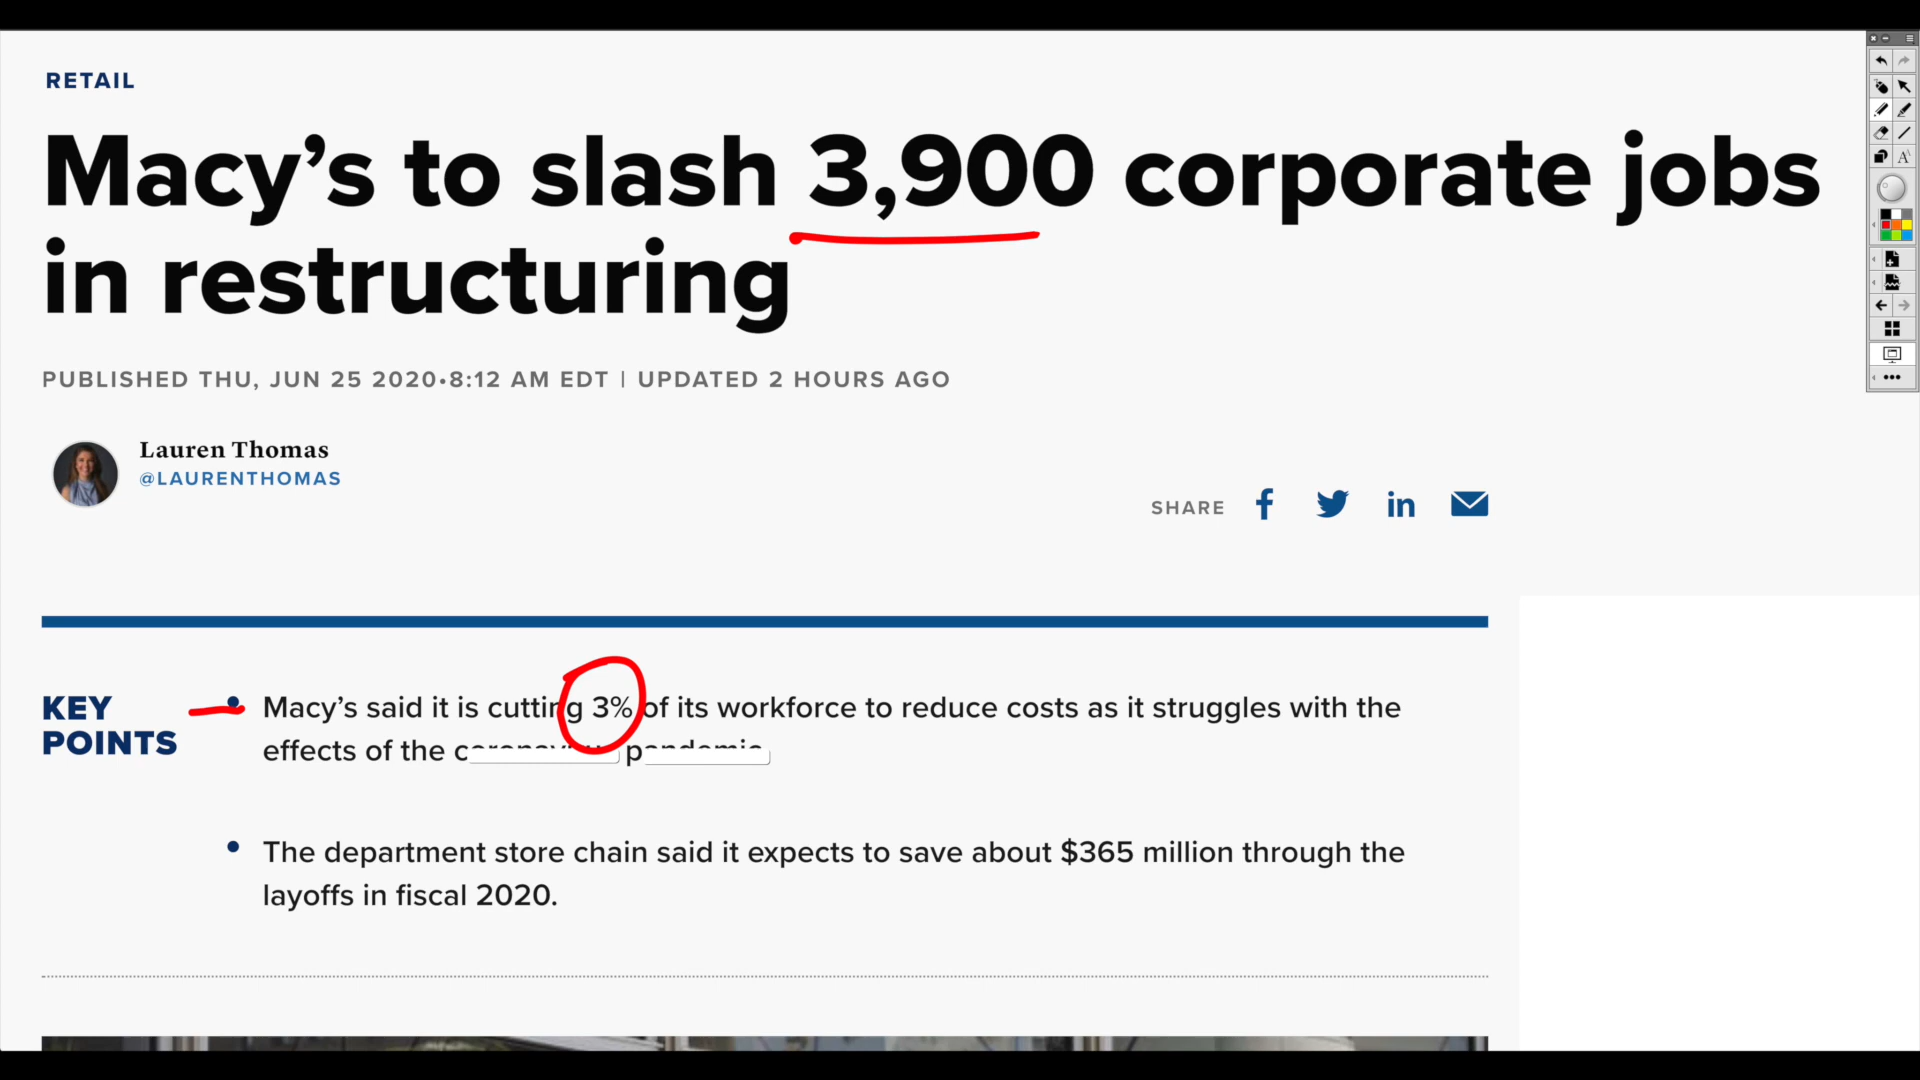 RETAIL
Macy’s to slash 3,900 corporate jobs
in restructuring
PUBLISHED THU, JUN 25 2020•8:12 AM EDT | UPDATED 2 HOURS AGO
Lauren Thomas
@LAURENTHOMAS
SHARE
KEY
POINTS
• Macy’s said it is cutting 3% of its workforce to reduce costs as it struggles with the
effects of the coronavirus pandemic.
• The department store chain said it expects to save about $365 million through the
layoffs in fiscal 2020.